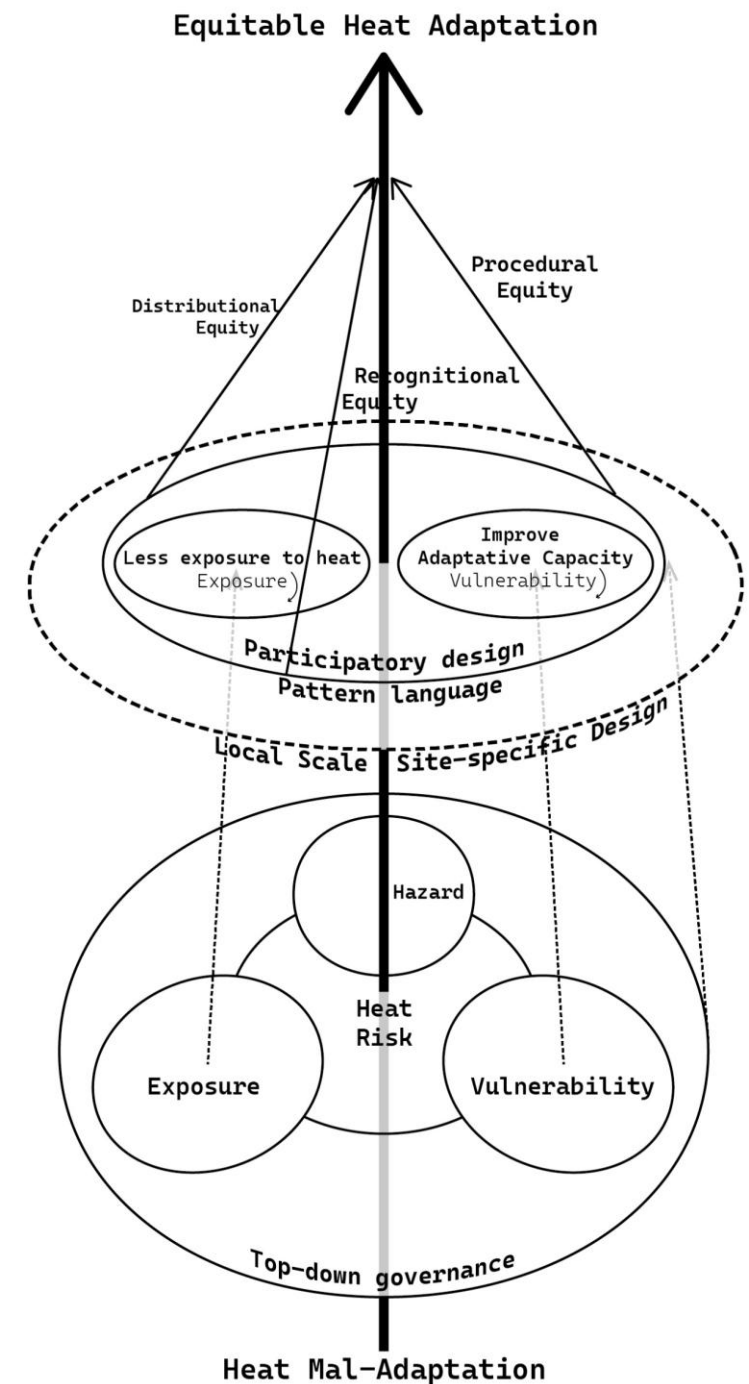 Equitable Heat Adaptation
Procedural
Equity
Distributional
Equity
Recognitional
Equity
Improve
Less exposure to heat
Adaptative Capacity
Exposure
Vulnerability
Participatory design
Pattern language
Local Scale
Site-specific Design
Hazard
Heat
Risk
Exposure
Vulnerability
Top-down governance
Heat Mal-Adaptation